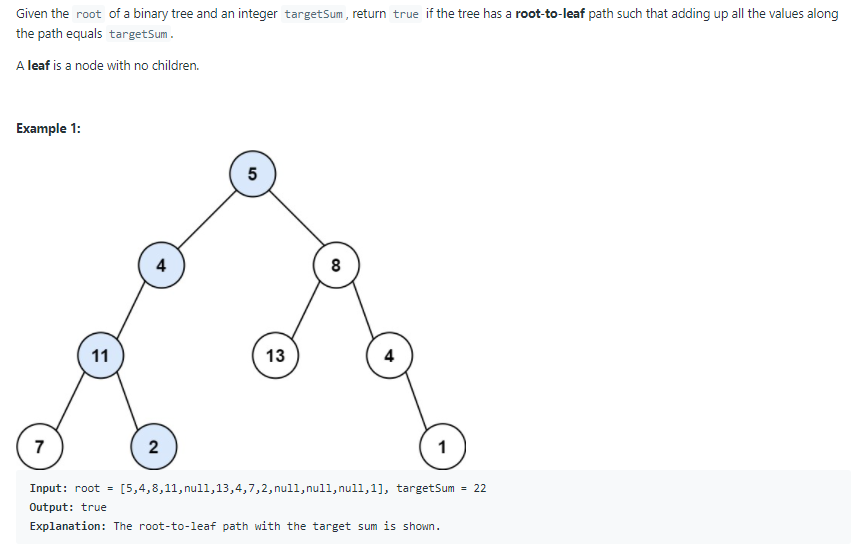 Given the root of a binary tree and an integer targetSum, return true if the tree has a root-to-leaf path such that adding up all the values along
the path equals targetSum.
A leaf is a node with no children.
Example 1:
5
4 8
11 13 4
7 2 1
Input: root = [5,4,8,11,null,13,4,7,2,null,null,null,1], targetSum = 22
Output: true
Explanation: The root-to-leaf path with the target sum is shown.